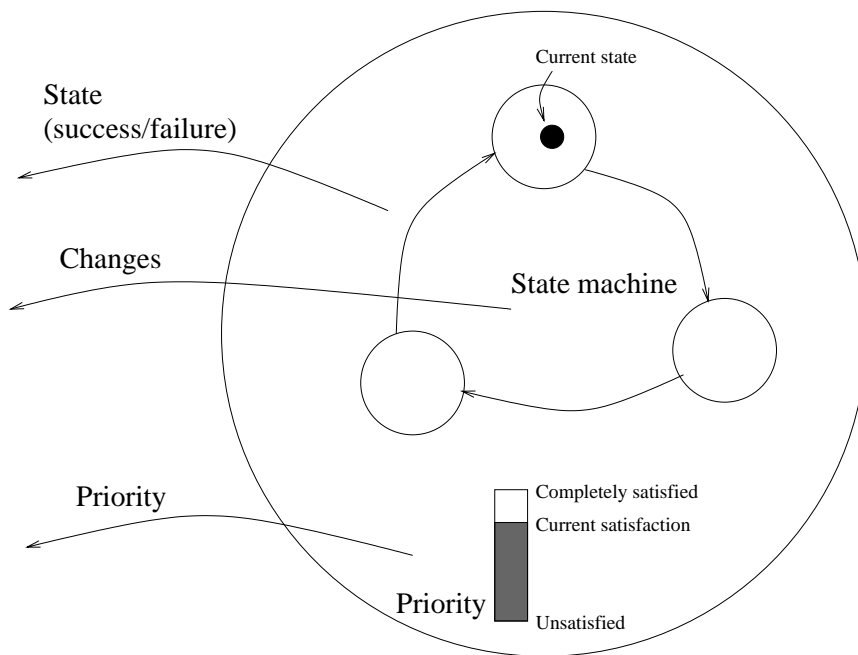 Current state
State
(success/failure)
Changes
State machine
Priority
Completely satisfied
Current satisfaction
Priority
Unsatisfied